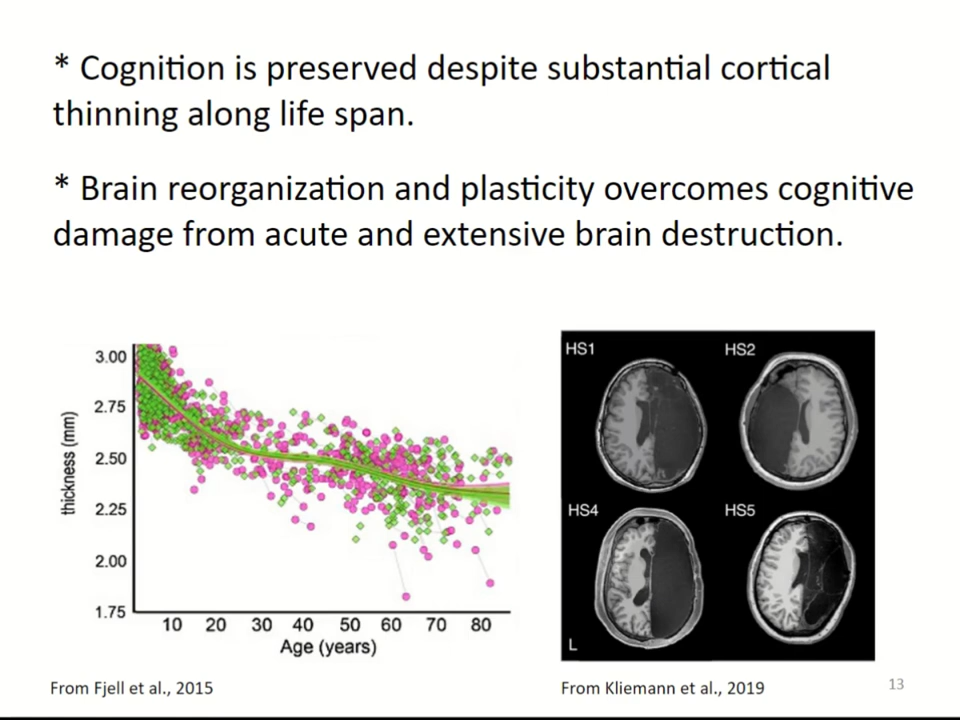 * Cognition is preserved despite substantial cortical
thinning along life span.
* Brain reorganization and plasticity overcomes cognitive
damage from acute and extensive brain destruction.
3.00
2.75
2.50
2.25
2.00
1.75
thickness (mm)
10 20 30 40 50 60 70 80
Age (years)
HS1 HS2
HS4 HS5
L
From Fjell et al., 2015
From Kliemann et al., 2019
13